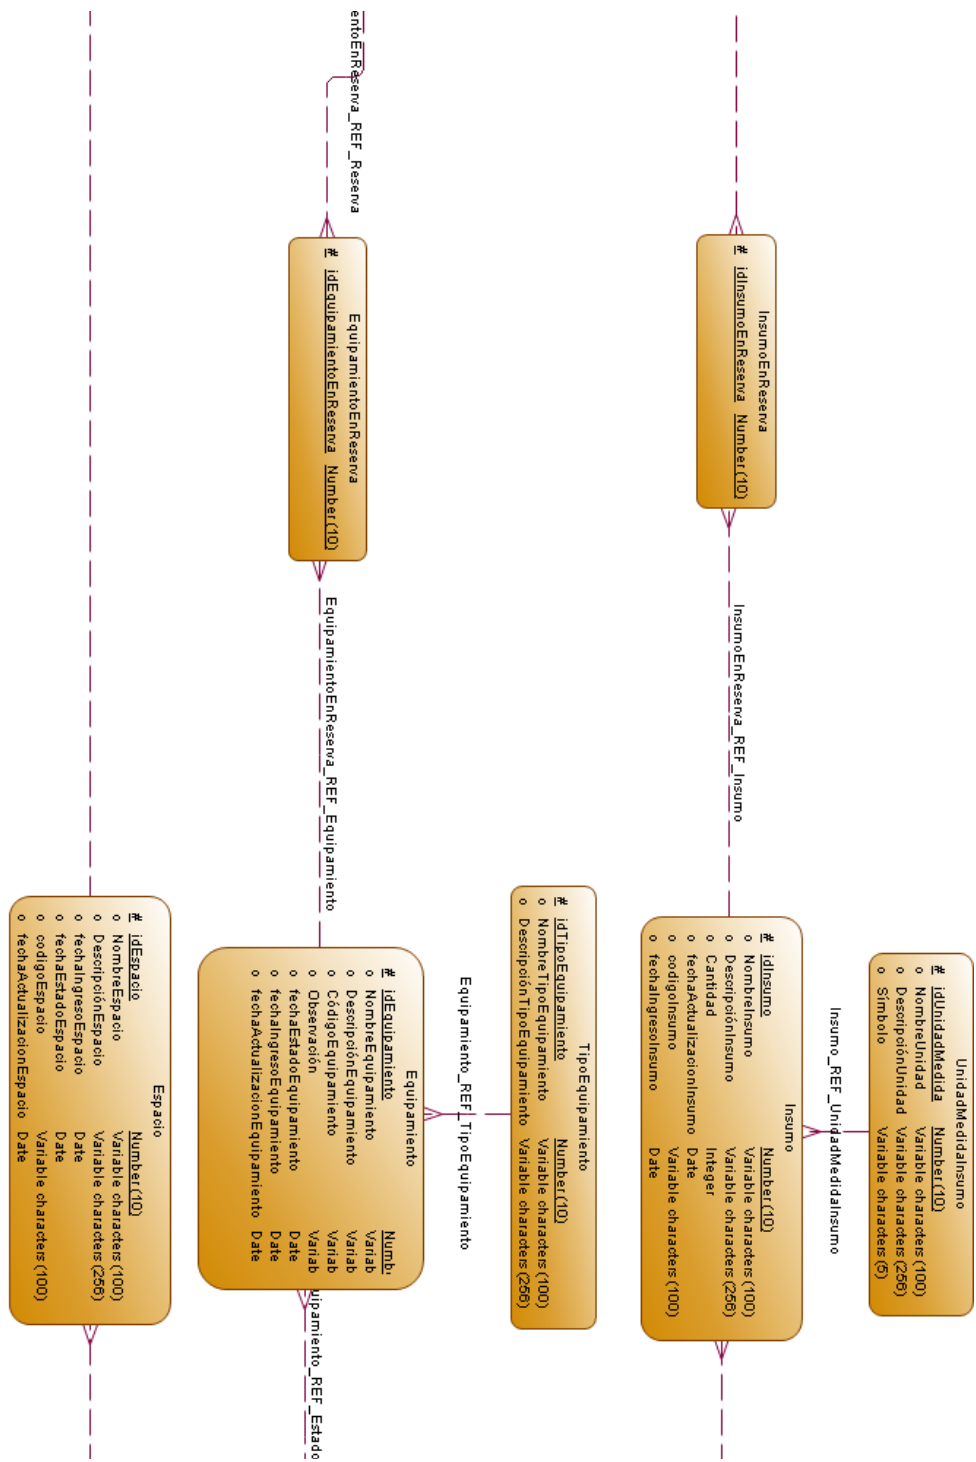 UnidadMedidaInsumo
# idUnidadMedida Number (10)
o NombreUnidad Variable characters (100)
o DescripciónUnidad Variable characters (256)
o Símbolo Variable characters (5)
Insumo_REF_UnidadMedidaInsumo
InsumoEnReserva
# idInsumoEnReserva Number (10)
InsumoEnReserva_REF_Insumo
Insumo
# idInsumo Number (10)
o NombreInsumo Variable characters (100)
o DescripciónInsumo Variable characters (256)
o Cantidad Integer
o fechaActualizacionInsumo Date
o codigoInsumo Variable characters (100)
o fechaIngresoInsumo Date
TipoEquipamiento
# idTipoEquipamiento Number (10)
o NombreTipoEquipamiento Variable characters (100)
o DescripciónTipoEquipamiento Variable characters (256)
Equipamiento_REF_TipoEquipamiento
entoEnReserva_REF_Reserva
EquipamientoEnReserva
# idEquipamientoEnReserva Number (10)
EquipamientoEnReserva_REF_Equipamiento
Equipamiento
# idEquipamiento Numb
o NombreEquipamiento Variab
o DescripciónEquipamiento Variab
o CódigoEquipamiento Variab
o Observación Variab
o fechaEstadoEquipamiento Date
o fechaIngresoEquipamiento Date
o fechaActualizacionEquipamiento Date
uipamiento_REF_Estado
Espacio
# idEspacio Number (10)
o NombreEspacio Variable characters (100)
o DescripciónEspacio Variable characters (256)
o fechaIngresoEspacio Date
o fechaEstadoEspacio Date
o codigoEspacio Variable characters (100)
o fechaActualizacionEspacio Date